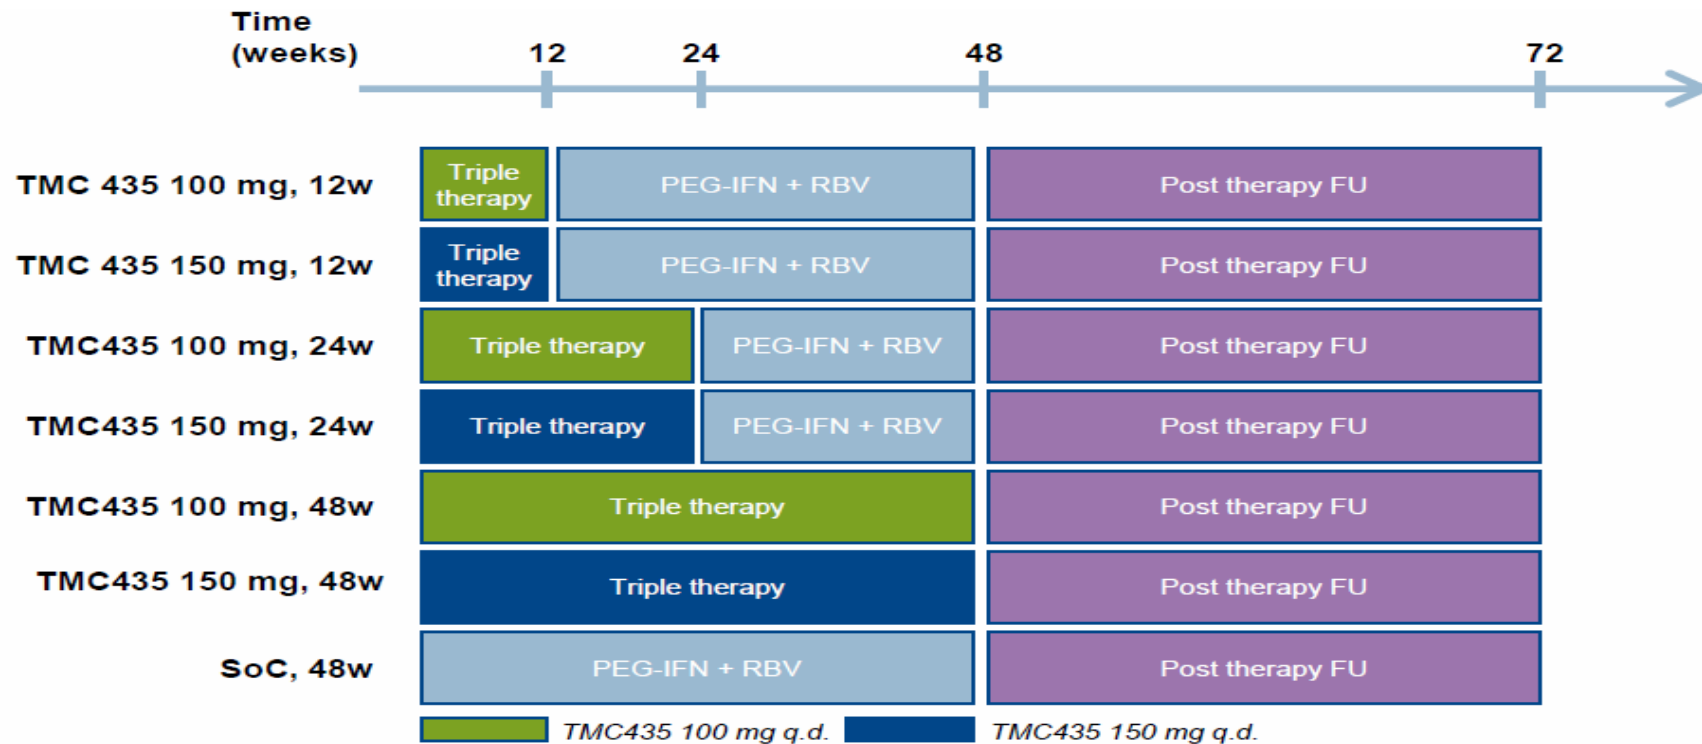 Time
(weeks)
12 24 48 72
TMC 435 100 mg, 12w
Triple
therapy
PEG-IFN + RBV
Post therapy FU
TMC 435 150 mg, 12w
Triple
therapy
PEG-IFN + RBV
Post therapy FU
TMC435 100 mg, 24w
Triple therapy
PEG-IFN + RBV
Post therapy FU
TMC435 150 mg, 24w
Triple therapy
PEG-IFN + RBV
Post therapy FU
TMC435 100 mg, 48w
Triple therapy
Post therapy FU
TMC435 150 mg, 48w
Triple therapy
Post therapy FU
SoC, 48w
PEG-IFN + RBV
Post therapy FU
TMC435 100 mg q.d.
TMC435 150 mg q.d.